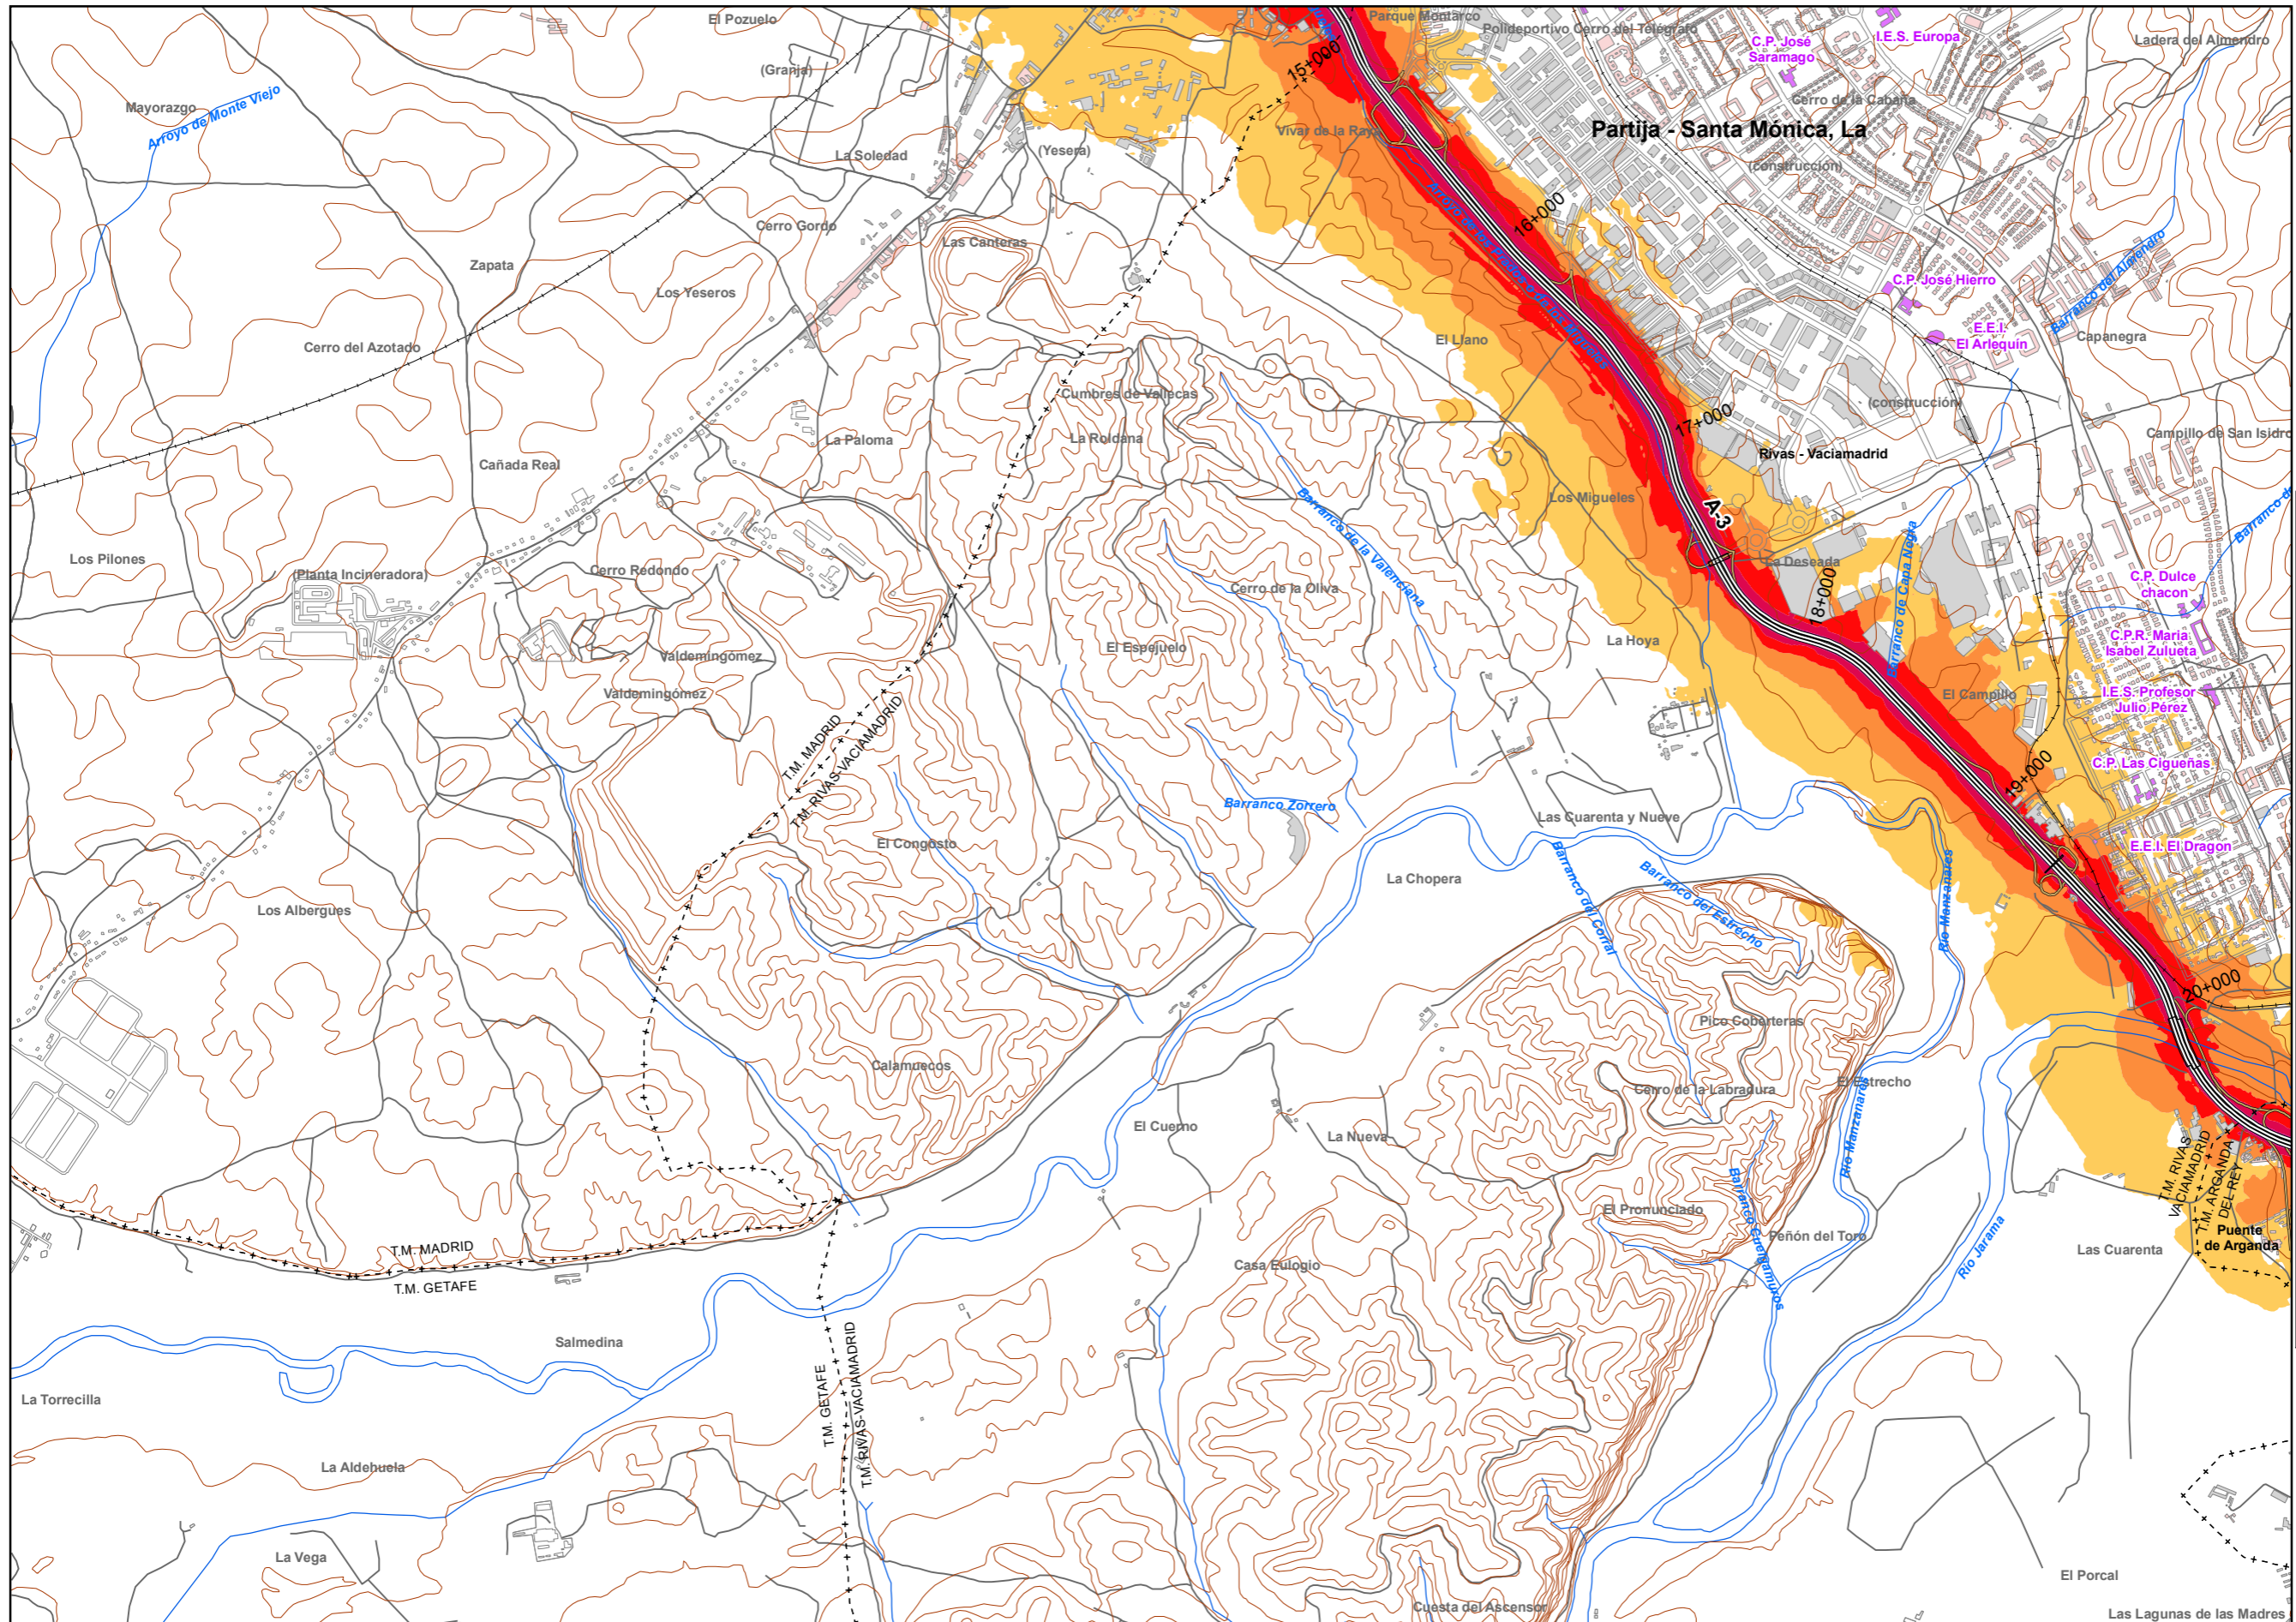 El Pozuelo
Parque Montarco
Polideportivo Cerro del Telégrafo
C.P. José
Saramago
I.E.S. Europa
Ladera del Almendro
(Granja)
15+000
Mayorazgo
Arroyo de Monte Viejo
Cerro de la Cabaña
Vivar de la Raya
Partija - Santa Mónica, La
(Yesera)
La Soledad
(construcción)
16+000
Cerro Gordo
Las Canteras
Zapata
Los Yeseros
C.P. José Hierro
Barranco del Almendro
E.E.I.
El Arlequín
Capanegra
El Llano
Cerro del Azotado
Cumbres de Vallecas
(construcción)
17+000
La Roldana
La Paloma
Campillo de San Isidro
Rivas - Vaciamadrid
Cañada Real
Los Migueles
A-3
Barranco de la Valenciana
Los Pilones
(Planta Incineradora)
Cerro Redondo
La Deseada
Barranco de Capa Negra
18+000
Cerro de la Oliva
C.P. Dulce
chacon
C.P.R. Maria
Isabel Zulueta
La Hoya
El Espejuelo
Valdemingómez
Valdemingómez
El Campillo
I.E.S. Profesor
Julio Pérez
T.M. MADRID
T.M. RIVAS-VACIAMADRID
19+000
C.P. Las Cigueñas
Barranco Zorrero
Las Cuarenta y Nueve
El Congosto
E.E.I. El Dragon
La Chopera
Barranco del Corral
Barranco del Estrecho
Río Manzanares
Los Albergues
20+000
Pico Coberteras
Calamuecos
Cerro de la Labradura
El Estrecho
Río Manzanares
El Cuerno
La Nueva
T.M. RIVAS
VACIAMADRID
T.M. ARGANDA
DEL REY
Barranco Cuelgamuros
El Pronunciado
Peñón del Toro
Puente
de Arganda
Las Cuarenta
Río Jarama
T.M. MADRID
T.M. GETAFE
Casa Eulogio
Salmedina
T.M. GETAFE
T.M. RIVAS-VACIAMADRID
La Torrecilla
La Aldehuela
La Vega
El Porcal
Cuesta del Ascensor
Las Lagunas de las Madres